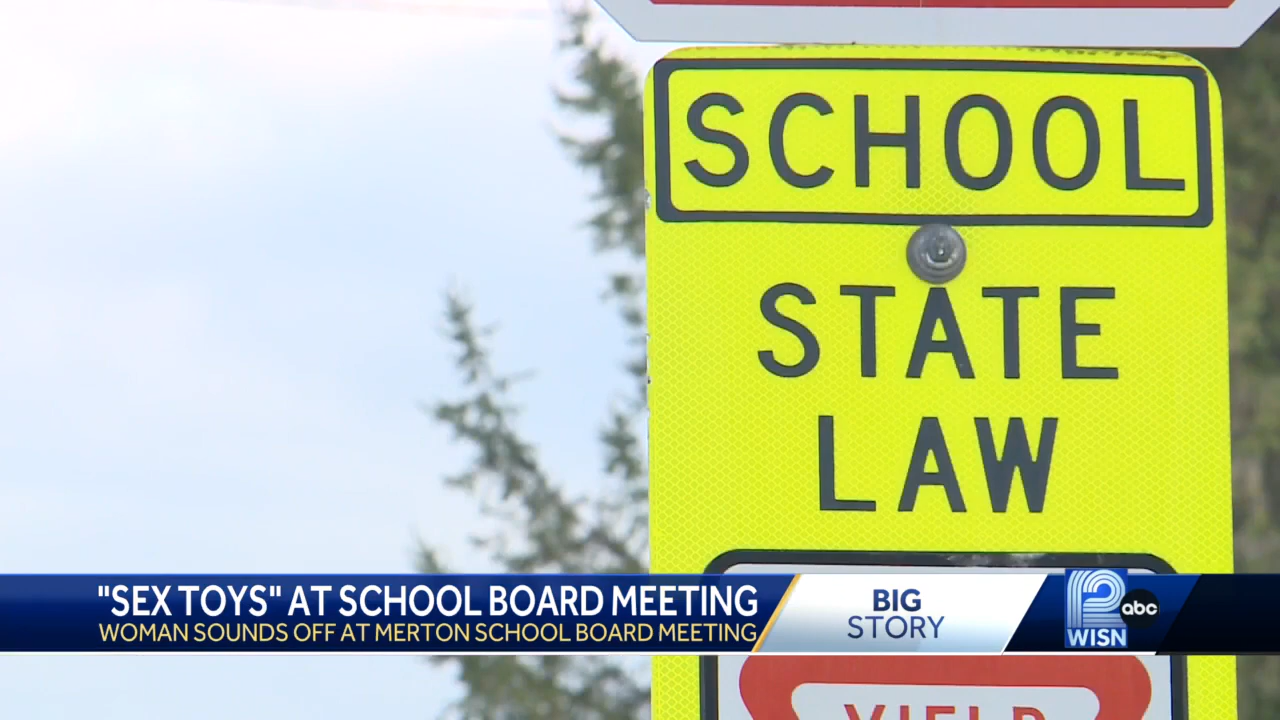 SCHOOL
STATE
LAW
"SEX TOYS" AT SCHOOL BOARD MEETING
WOMAN SOUNDS OFF AT MERTON SCHOOL BOARD MEETING
BIG
STORY
12
abc
WISN
YIELD